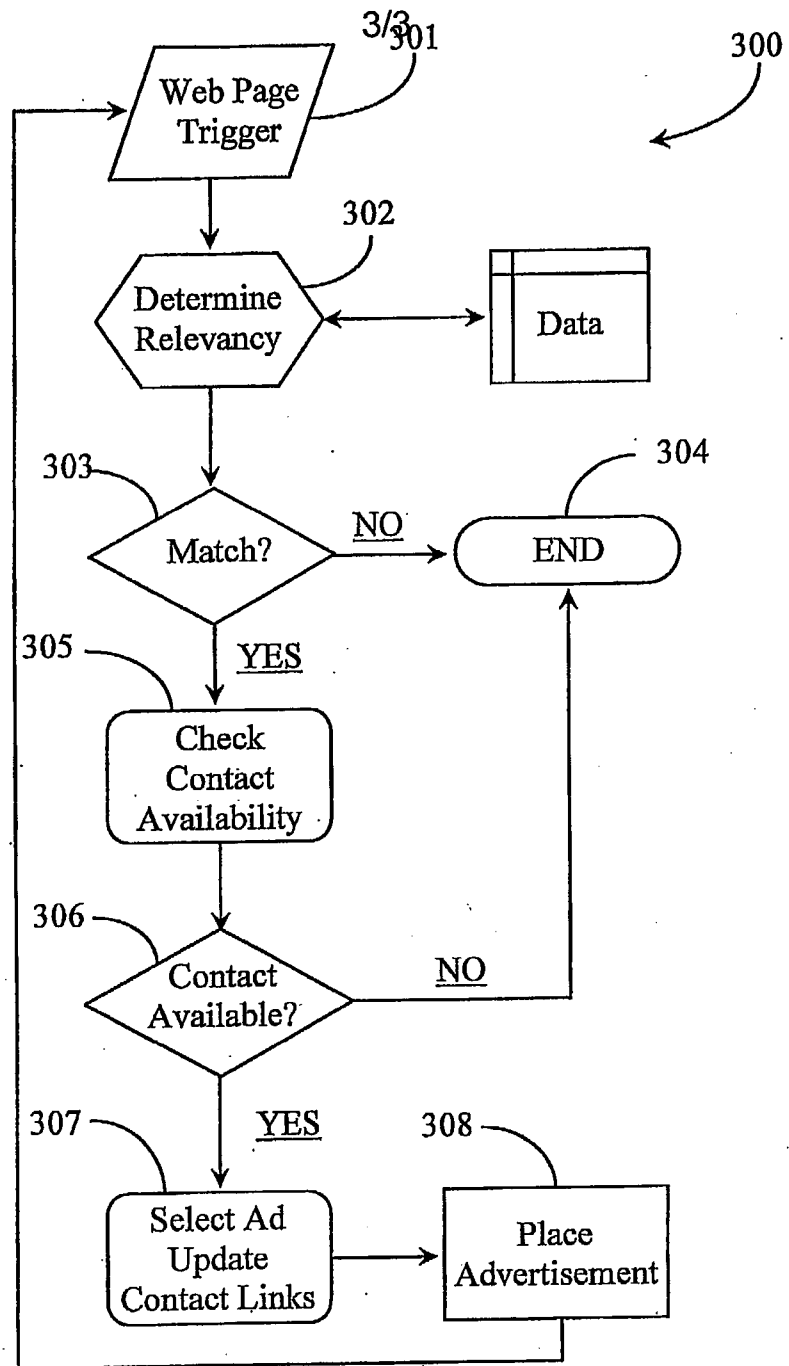 3/3
301
300
Web Page
Trigger
302
Determine
Relevancy
Data
303
304
Match?
NO
END
305
YES
Check
Contact
Availability
306
Contact
Available?
NO
307
YES
308
Select Ad
Update
Contact Links
Place
Advertisement